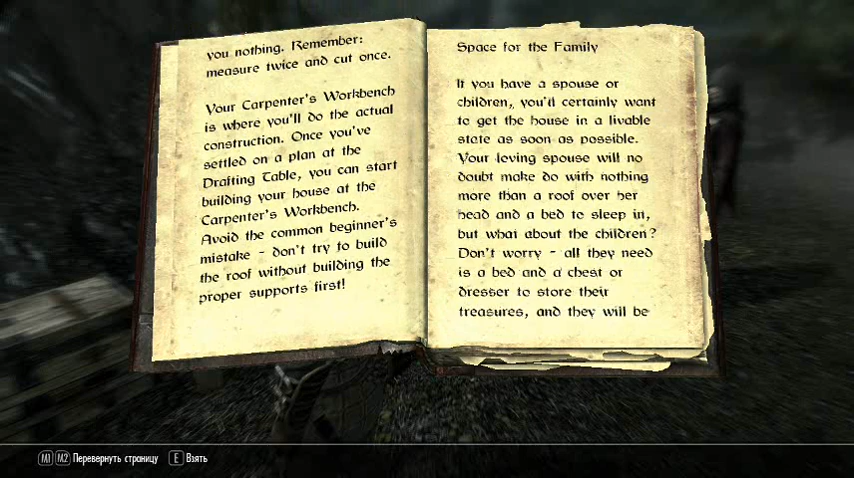 you nothing. Remember:
measure twice and cut once.
Your Carpenter's Workbench
is where you'll do the actual
construction. Once you've
settled on a plan at the
Drafting Table, you can start
building your house at the
Carpenter's Workbench.
Avoid the common beginner's
mistake - don't try to build
the roof without building the
proper supports first!
Space for the Family
If you have a spouse or
children, you'll certainly want
to get the house in a livable
state as soon as possible.
Your loving spouse will no
doubt make do with nothing
more than a roof over her
head and a bed to sleep in,
but what about the children?
Don't worry - all they need
is a bed and a chest or
dresser to store their
treasures, and they will be
M1 M2 Перевернуть страницу E Взять